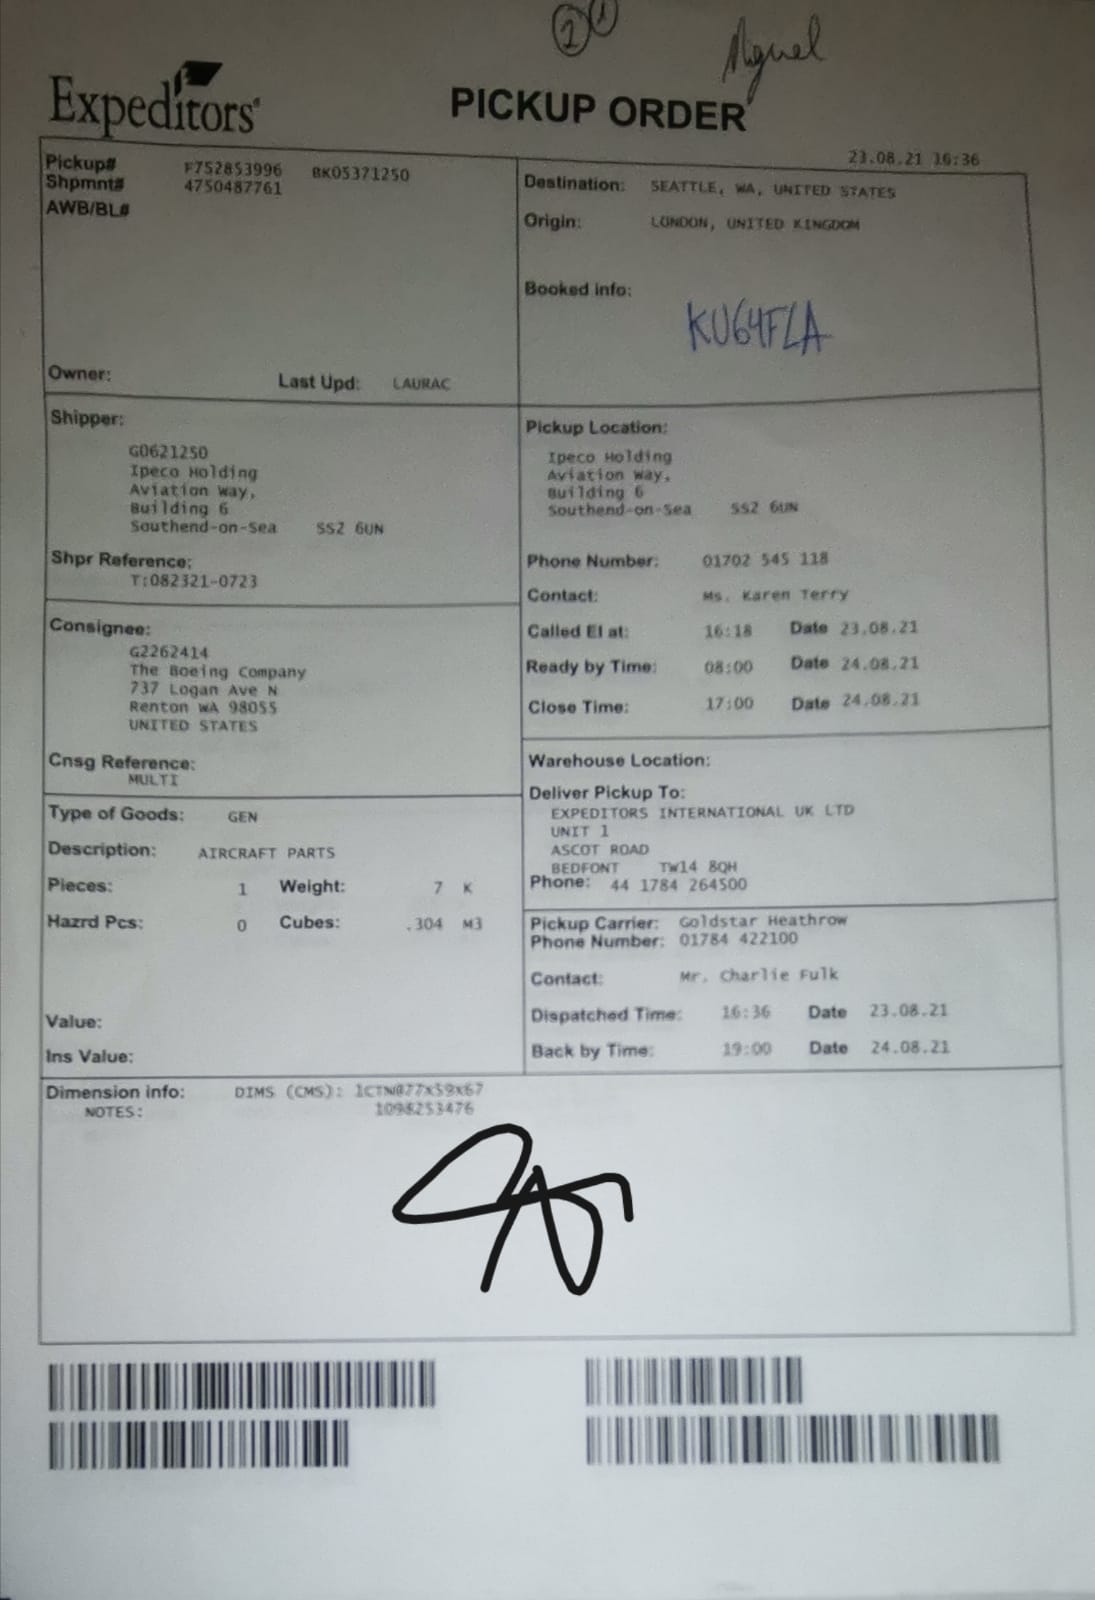 2 1
Miguel
Expeditors
PICKUP ORDER
23.08.21 16:36
Pickup# F752853996 BK05371250
Shpmnt# 4750487761
AWB/BL#
Owner: Last Upd: LAURAC
Destination: SEATTLE, WA, UNITED STATES
Origin: LONDON, UNITED KINGDOM
Booked info:
KU64FLA
Shipper:
G0621250
Ipeco Holding
Aviation Way,
Building 6
Southend-on-Sea SS2 6UN
Shpr Reference:
T:082321-0723
Pickup Location:
Ipeco Holding
Aviation Way,
Building 6
Southend-on-Sea SS2 6UN
Phone Number: 01702 545 118
Contact: Ms. Karen Terry
Called EI at: 16:18 Date 23.08.21
Ready by Time: 08:00 Date 24.08.21
Close Time: 17:00 Date 24.08.21
Consignee:
G2262414
The Boeing Company
737 Logan Ave N
Renton WA 98055
UNITED STATES
Cnsg Reference:
MULTI
Warehouse Location:
Deliver Pickup To:
EXPEDITORS INTERNATIONAL UK LTD
UNIT 1
ASCOT ROAD
BEDFONT TW14 8QH
Phone: 44 1784 264500
Type of Goods: GEN
Description: AIRCRAFT PARTS
Pieces: 1 Weight: 7 K
Hazrd Pcs: 0 Cubes: .304 M3
Value:
Ins Value:
Pickup Carrier: Goldstar Heathrow
Phone Number: 01784 422100
Contact: Mr. Charlie Fulk
Dispatched Time: 16:36 Date 23.08.21
Back by Time: 19:00 Date 24.08.21
Dimension info: DIMS (CMS): 1CTN@77x59x67
NOTES: 1098253476